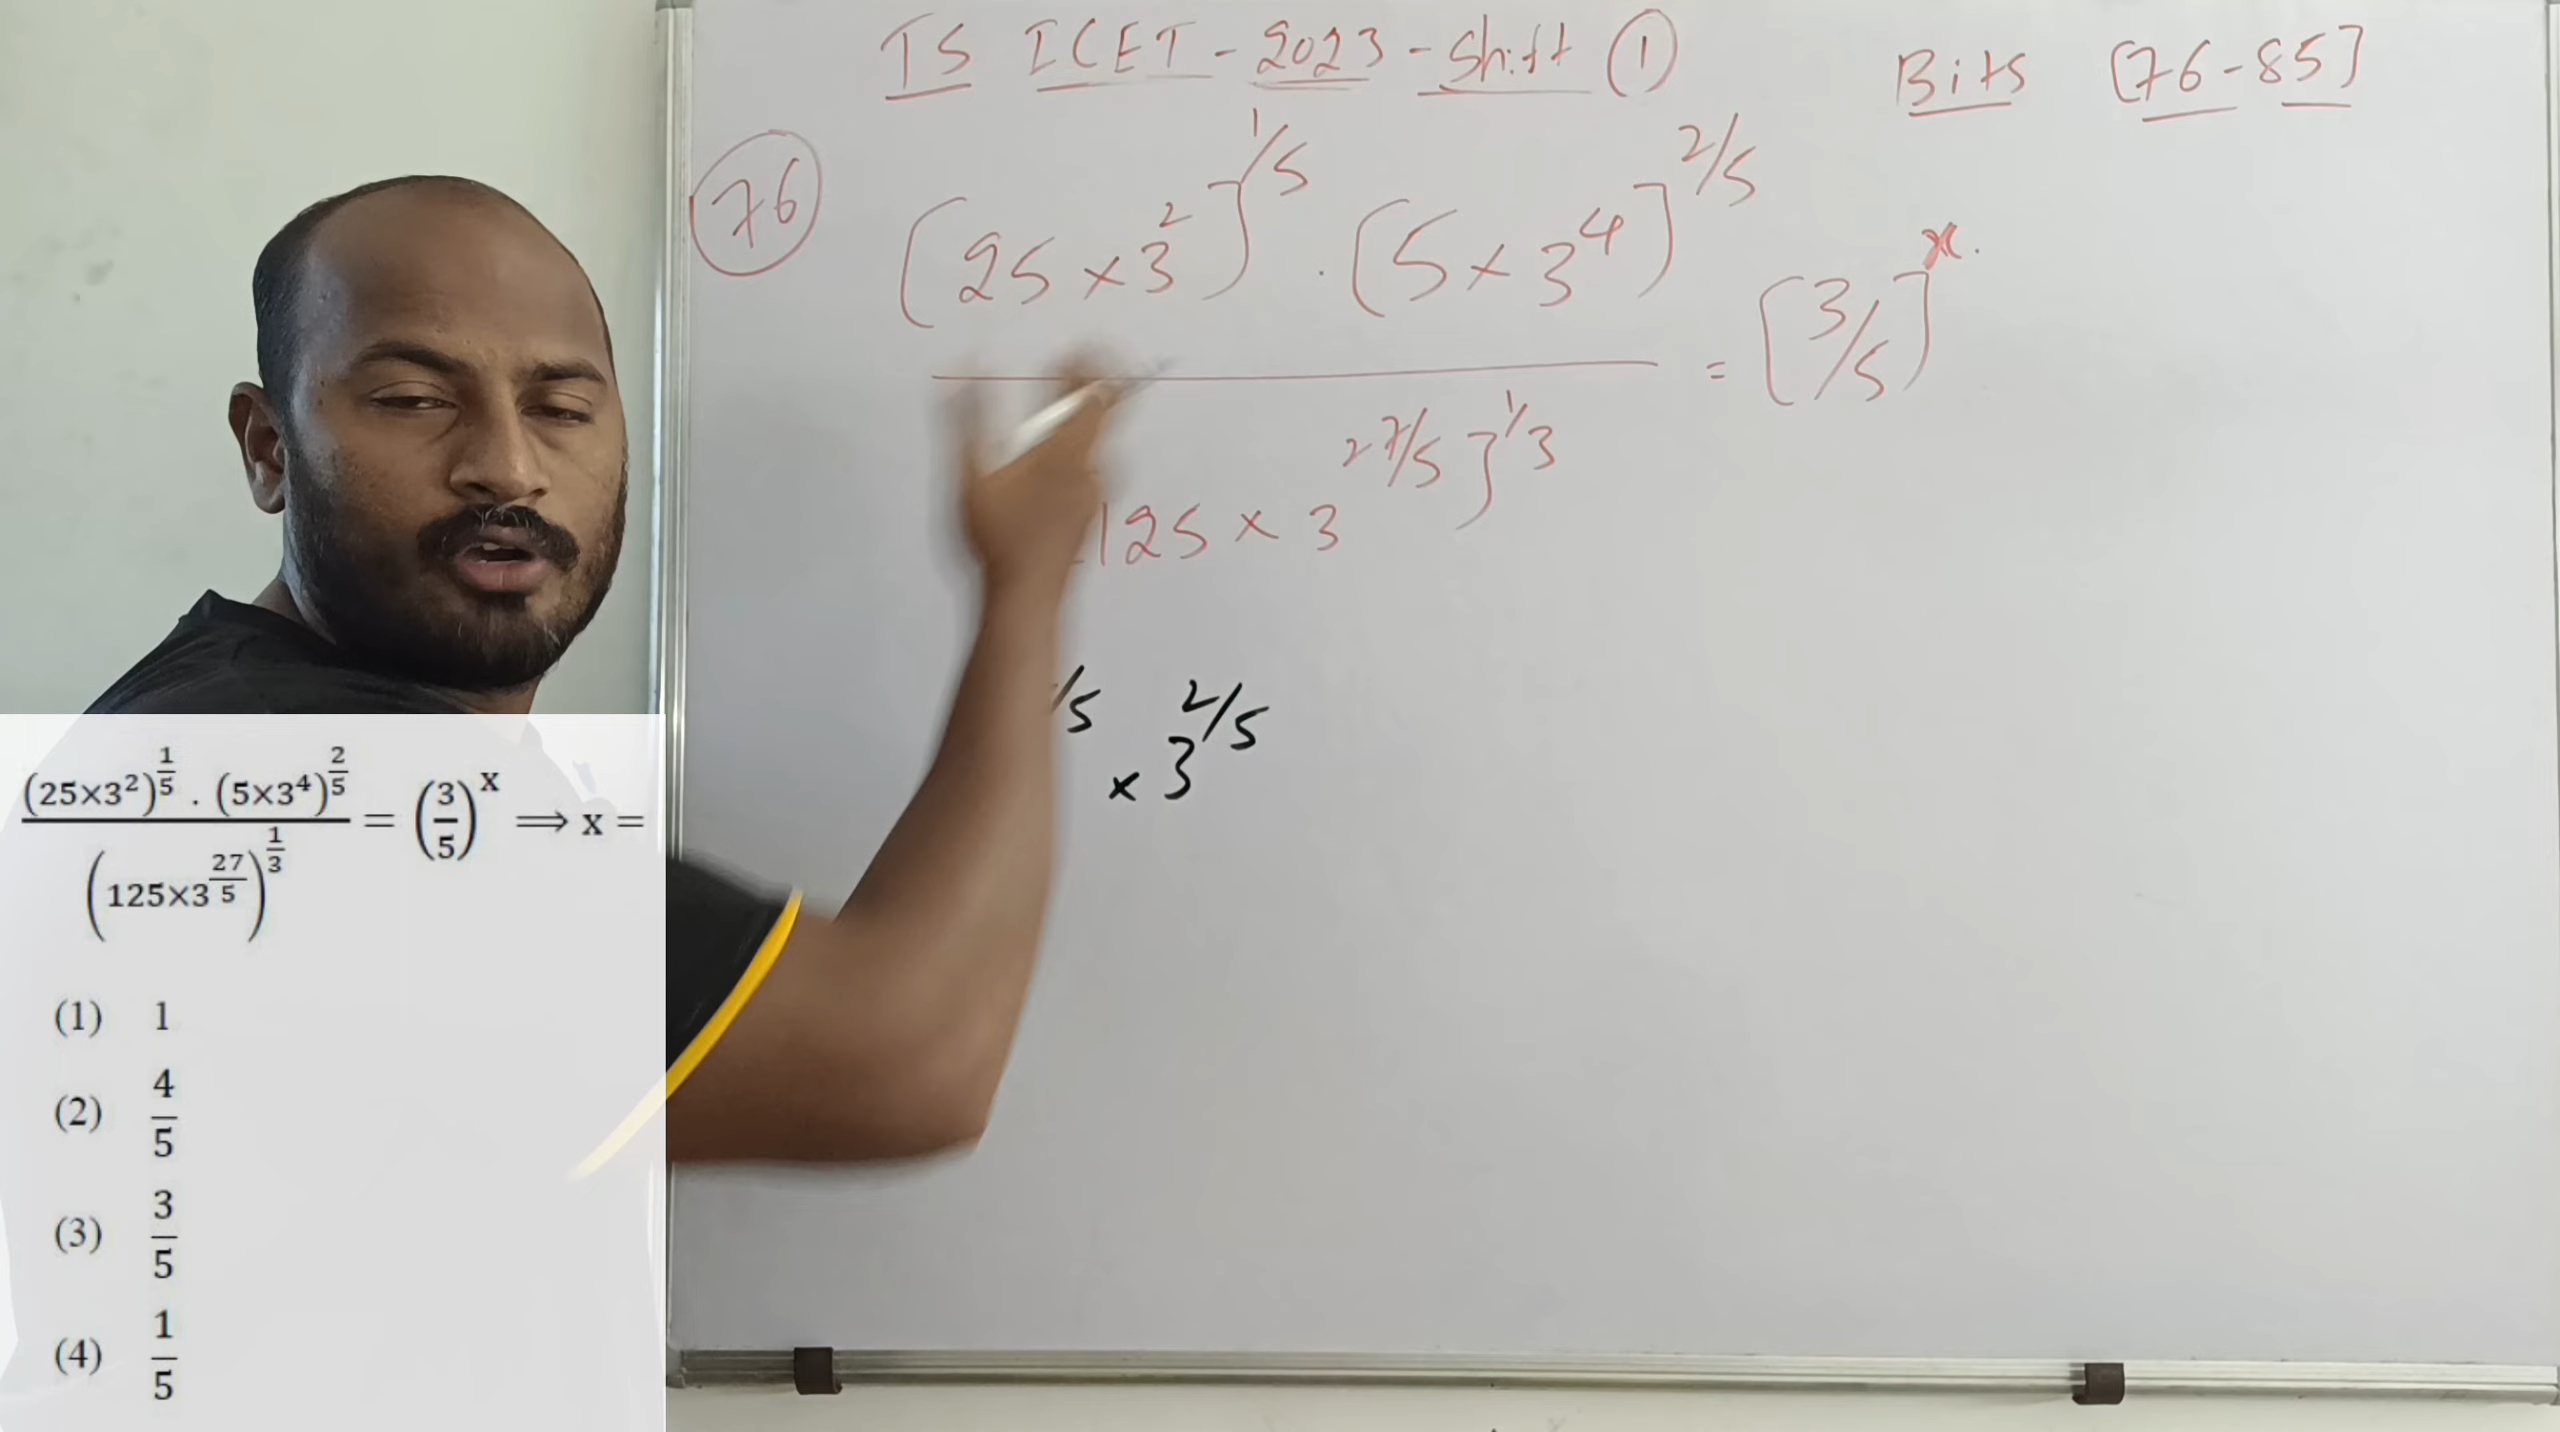 TS ICET - 2023 - Shift ① Bits [76-85]
76
(25 × 3²)^1/5 . (5 × 3⁴)^2/5
= [3/5]^x.
125 × 3^27/5]^1/3
/5 × 3^2/5
(25×3²)^1/5 . (5×3⁴)^2/5
= (3/5)^x ⟹ x =
(125×3^27/5)^1/3
(1) 1
(2) 4/5
(3) 3/5
(4) 1/5